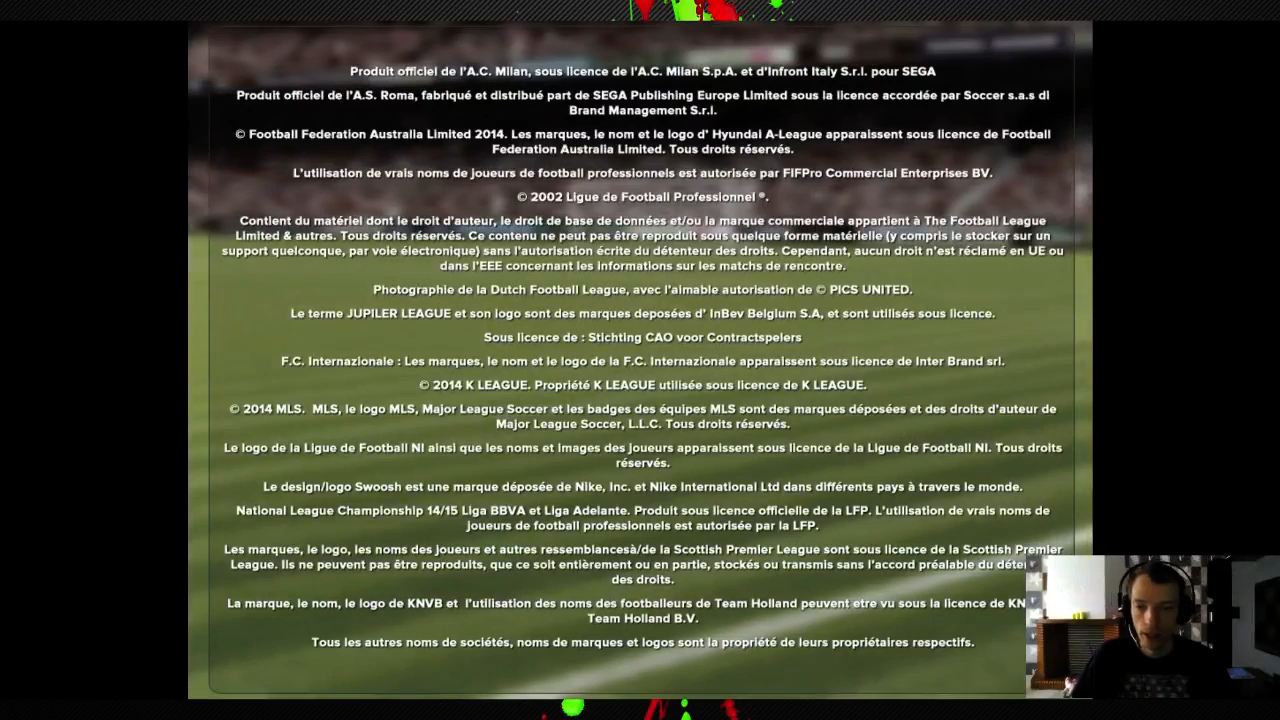 Produit officiel de l'A.C. Milan, sous licence de l'A.C. Milan S.p.A. et d'Infront Italy S.r.l. pour SEGA
Produit officiel de l'A.S. Roma, fabriqué et distribué part de SEGA Publishing Europe Limited sous la licence accordée par Soccer s.a.s di
Brand Management S.r.l.
© Football Federation Australia Limited 2014. Les marques, le nom et le logo d' Hyundai A-League apparaissent sous licence de Football
Federation Australia Limited. Tous droits réservés.
L'utilisation de vrais noms de joueurs de football professionnels est autorisée par FIFPro Commercial Enterprises BV.
© 2002 Ligue de Football Professionnel ®.
Contient du matériel dont le droit d'auteur, le droit de base de données et/ou la marque commerciale appartient à The Football League
Limited & autres. Tous droits réservés. Ce contenu ne peut pas être reproduit sous quelque forme matérielle (y compris le stocker sur un
support quelconque, par voie électronique) sans l'autorisation écrite du détenteur des droits. Cependant, aucun droit n'est réclamé en UE ou
dans l'EEE concernant les informations sur les matchs de rencontre.
Photographie de la Dutch Football League, avec l'aimable autorisation de © PICS UNITED.
Le terme JUPILER LEAGUE et son logo sont des marques deposées d' InBev Belgium S.A, et sont utilisés sous licence.
Sous licence de : Stichting CAO voor Contractspelers
F.C. Internazionale : Les marques, le nom et le logo de la F.C. Internazionale apparaissent sous licence de Inter Brand srl.
© 2014 K LEAGUE. Propriété K LEAGUE utilisée sous licence de K LEAGUE.
© 2014 MLS. MLS, le logo MLS, Major League Soccer et les badges des équipes MLS sont des marques déposées et des droits d'auteur de
Major League Soccer, L.L.C. Tous droits réservés.
Le logo de la Ligue de Football NI ainsi que les noms et images des joueurs apparaissent sous licence de la Ligue de Football NI. Tous droits
réservés.
Le design/logo Swoosh est une marque déposée de Nike, Inc. et Nike International Ltd dans différents pays à travers le monde.
National League Championship 14/15 Liga BBVA et Liga Adelante. Produit sous licence officielle de la LFP. L'utilisation de vrais noms de
joueurs de football professionnels est autorisée par la LFP.
Les marques, le logo, les noms des joueurs et autres ressemblancesà/de la Scottish Premier League sont sous licence de la Scottish Premier
League. Ils ne peuvent pas être reproduits, que ce soit entièrement ou en partie, stockés ou transmis sans l'accord préalable du déten
des droits.
La marque, le nom, le logo de KNVB et l'utilisation des noms des footballeurs de Team Holland peuvent etre vu sous la licence de KN
Team Holland B.V.
Tous les autres noms de sociétés, noms de marques et logos sont la propriété de leurs propriétaires respectifs.